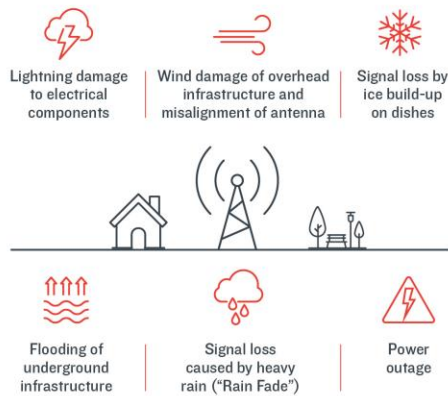 Lightning damage
to electrical
components
Wind damage of overhead
infrastructure and
misalignment of antenna
Signal loss by
ice build-up
on dishes
Flooding of
underground
infrastructure
Signal loss
caused by heavy
rain (“Rain Fade”)
Power
outage